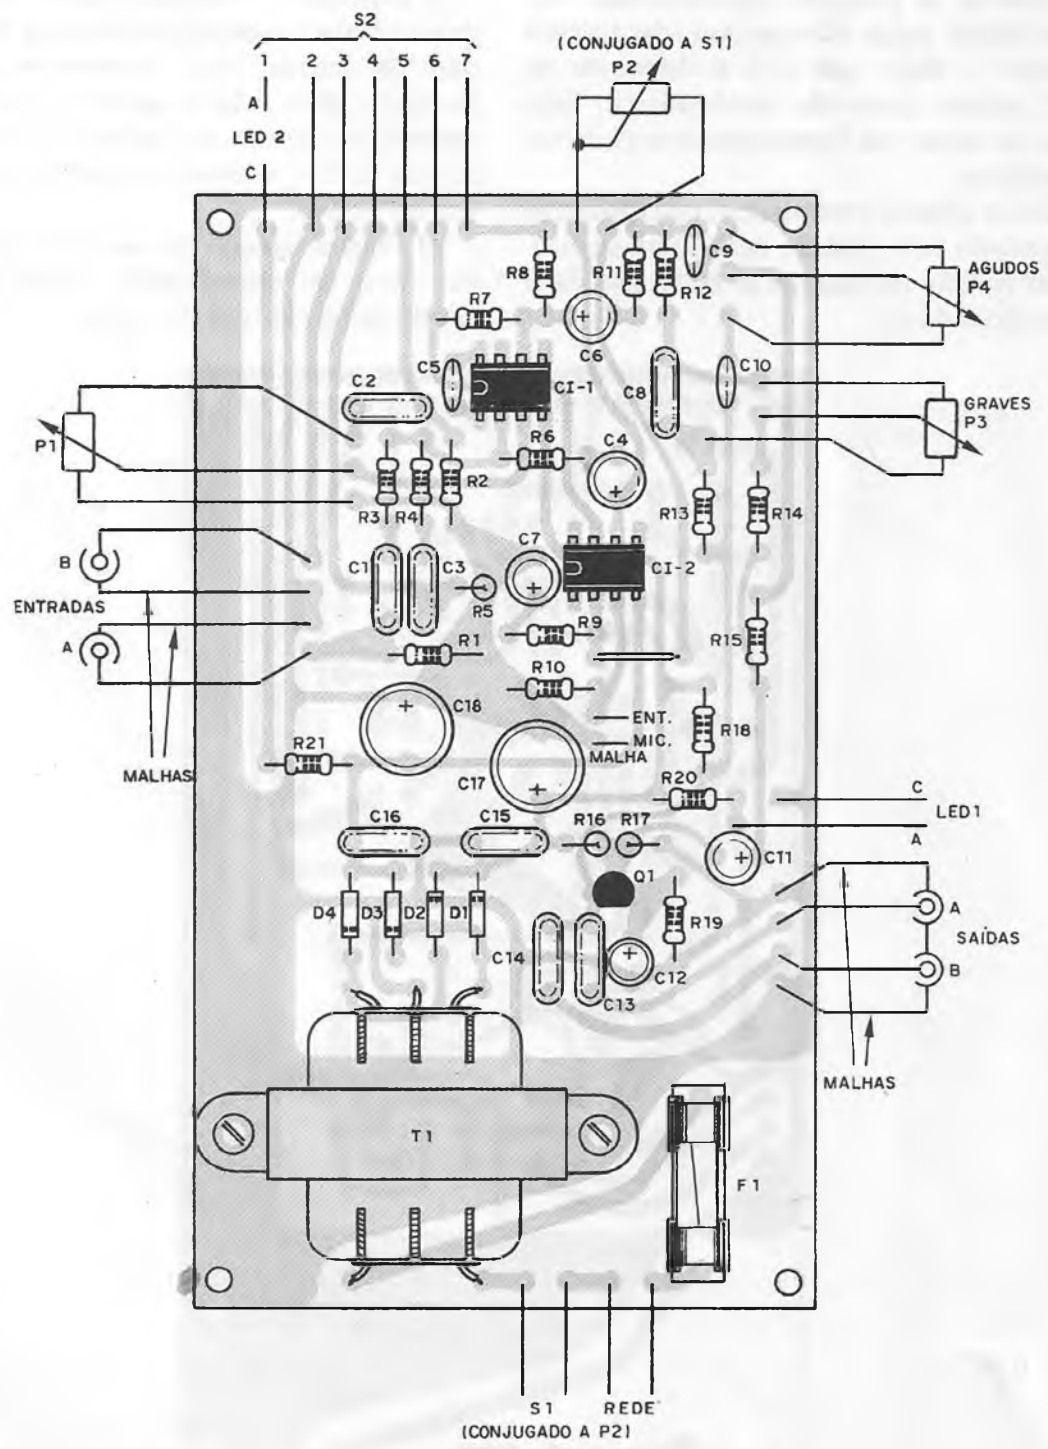 S2
1 2 3 4 5 6 7
A
LED 2
C
(CONJUGADO A S1)
P2
R8
R11
R12
C9
AGUDOS
P4
R7
C6
C5
CI-1
C2
C8
C10
GRAVES
P3
P1
R6
C4
R2
R3
R4
R13
R14
C7
CI-2
B
C1
C3
R5
ENTRADAS
A
R1
R9
R15
R10
C18
ENT.
MIC.
MALHA
R18
R21
MALHAS
C17
R20
C
LED 1
A
C16
C15
R16
R17
C11
Q1
D4
D3
D2
D1
R19
A
SAÍDAS
B
C14
C12
C13
MALHAS
T1
F1
S1 REDE
(CONJUGADO A P2)